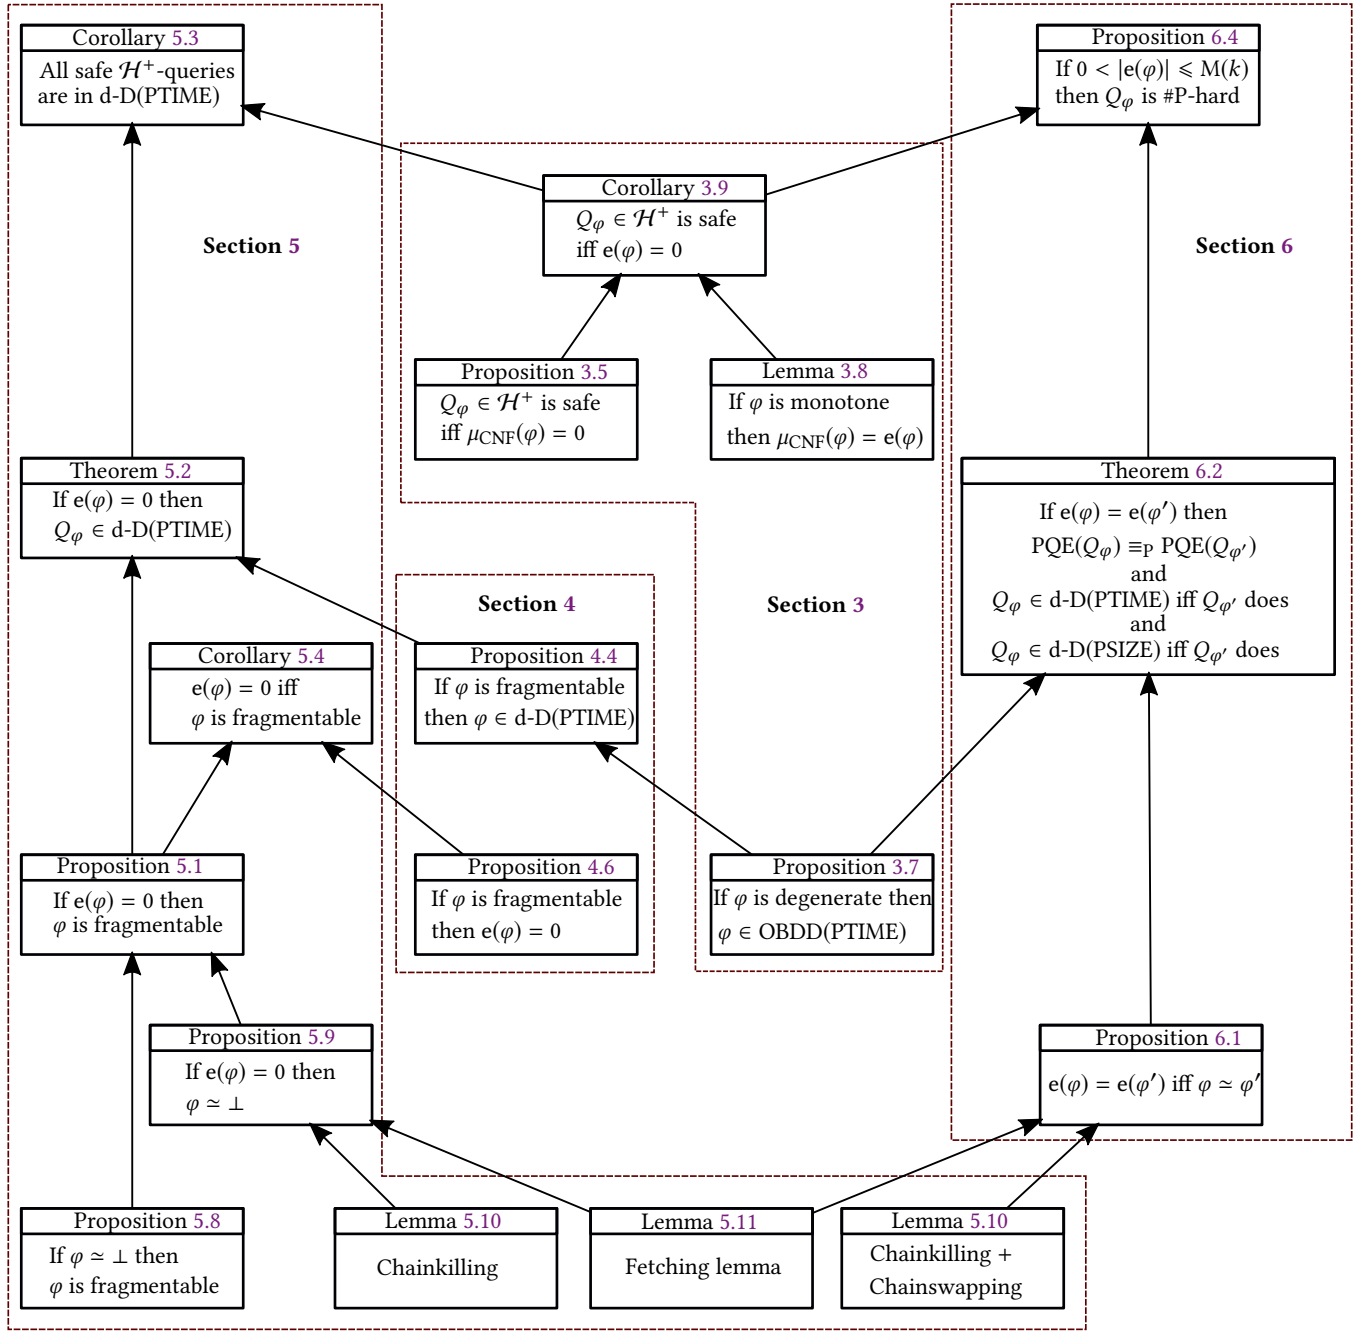 Corollary 5.3
All safe ℋ⁺-queries
are in d-D(PTIME)
Proposition 6.4
If 0 < |e(φ)| ⩽ M(k)
then Q_φ is #P-hard
Corollary 3.9
Q_φ ∈ ℋ⁺ is safe
iff e(φ) = 0
Section 5
Section 6
Proposition 3.5
Q_φ ∈ ℋ⁺ is safe
iff μ_CNF(φ) = 0
Lemma 3.8
If φ is monotone
then μ_CNF(φ) = e(φ)
Theorem 5.2
If e(φ) = 0 then
Q_φ ∈ d-D(PTIME)
Theorem 6.2
If e(φ) = e(φ′) then
PQE(Q_φ) ≡_P PQE(Q_φ′)
and
Q_φ ∈ d-D(PTIME) iff Q_φ′ does
and
Q_φ ∈ d-D(PSIZE) iff Q_φ′ does
Section 4
Section 3
Corollary 5.4
e(φ) = 0 iff
φ is fragmentable
Proposition 4.4
If φ is fragmentable
then φ ∈ d-D(PTIME)
Proposition 5.1
If e(φ) = 0 then
φ is fragmentable
Proposition 4.6
If φ is fragmentable
then e(φ) = 0
Proposition 3.7
If φ is degenerate then
φ ∈ OBDD(PTIME)
Proposition 5.9
If e(φ) = 0 then
φ ≃ ⊥
Proposition 6.1
e(φ) = e(φ′) iff φ ≃ φ′
Proposition 5.8
If φ ≃ ⊥ then
φ is fragmentable
Lemma 5.10
Chainkilling
Lemma 5.11
Fetching lemma
Lemma 5.10
Chainkilling +
Chainswapping